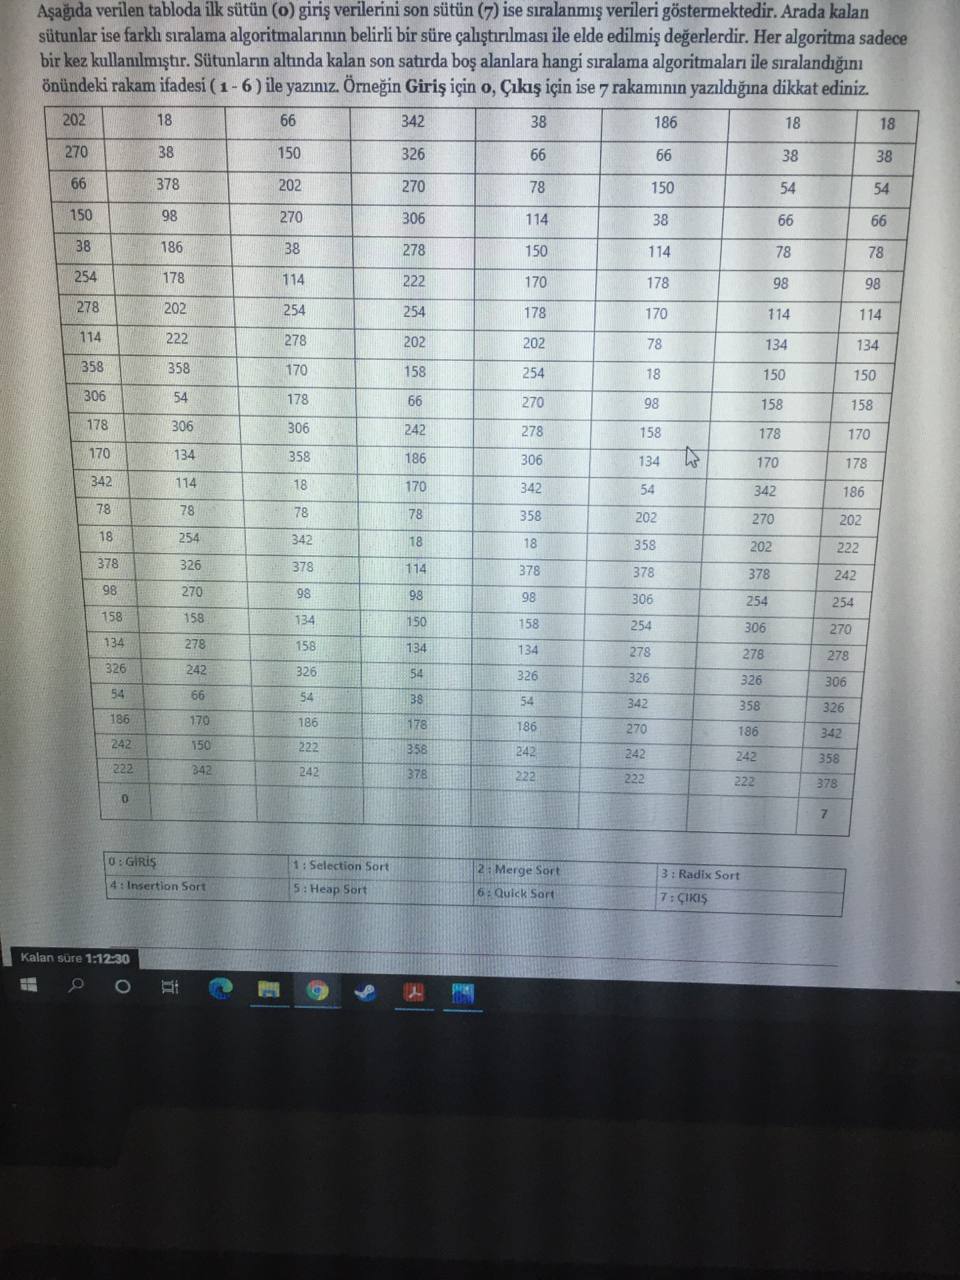 Aşağıda verilen tabloda ilk sütün (0) giriş verilerini son sütün (7) ise sıralanmış verileri göstermektedir. Arada kalan
sütunlar ise farklı sıralama algoritmalarının belirli bir süre çalıştırılması ile elde edilmiş değerlerdir. Her algoritma sadece
bir kez kullanılmıştır. Sütunların altında kalan son satırda boş alanlara hangi sıralama algoritmaları ile sıralandığını
önündeki rakam ifadesi ( 1 - 6 ) ile yazınız. Örneğin Giriş için 0, Çıkış için ise 7 rakamının yazıldığına dikkat ediniz.
202 18 66 342 38 186 18 18
270 38 150 326 66 66 38 38
66 378 202 270 78 150 54 54
150 98 270 306 114 38 66 66
38 186 38 278 150 114 78 78
254 178 114 222 170 178 98 98
278 202 254 254 178 170 114 114
114 222 278 202 202 78 134 134
358 358 170 158 254 18 150 150
306 54 178 66 270 98 158 158
178 306 306 242 278 158 178 170
170 134 358 186 306 134 170 178
342 114 18 170 342 54 342 186
78 78 78 78 358 202 270 202
18 254 342 18 18 358 202 222
378 326 378 114 378 378 378 242
98 270 98 98 98 306 254 254
158 158 134 150 158 254 306 270
134 278 158 134 134 278 278 278
326 242 326 54 326 326 326 306
54 66 54 38 54 342 358 326
186 170 186 178 186 270 186 342
242 150 222 358 242 242 242 358
222 342 242 378 222 222 222 378
0 7
0 : GİRİŞ 1 : Selection Sort 2 : Merge Sort 3 : Radix Sort
4 : Insertion Sort 5 : Heap Sort 6 : Quick Sort 7 : ÇIKIŞ
Kalan süre 1:12:30